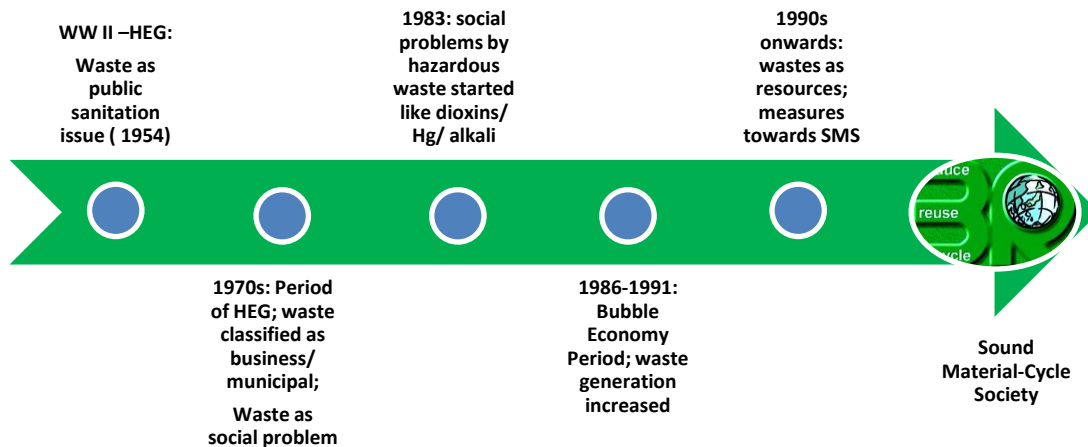 WW II –HEG:
Waste as
public
sanitation
issue ( 1954)
1970s: Period
of HEG; waste
classified as
business/
municipal;
Waste as
social problem
1983: social
problems by
hazardous
waste started
like dioxins/
Hg/ alkali
1986-1991:
Bubble
Economy
Period; waste
generation
increased
1990s
onwards:
wastes as
resources;
measures
towards SMS
uce
reuse
cycle
Sound
Material-Cycle
Society